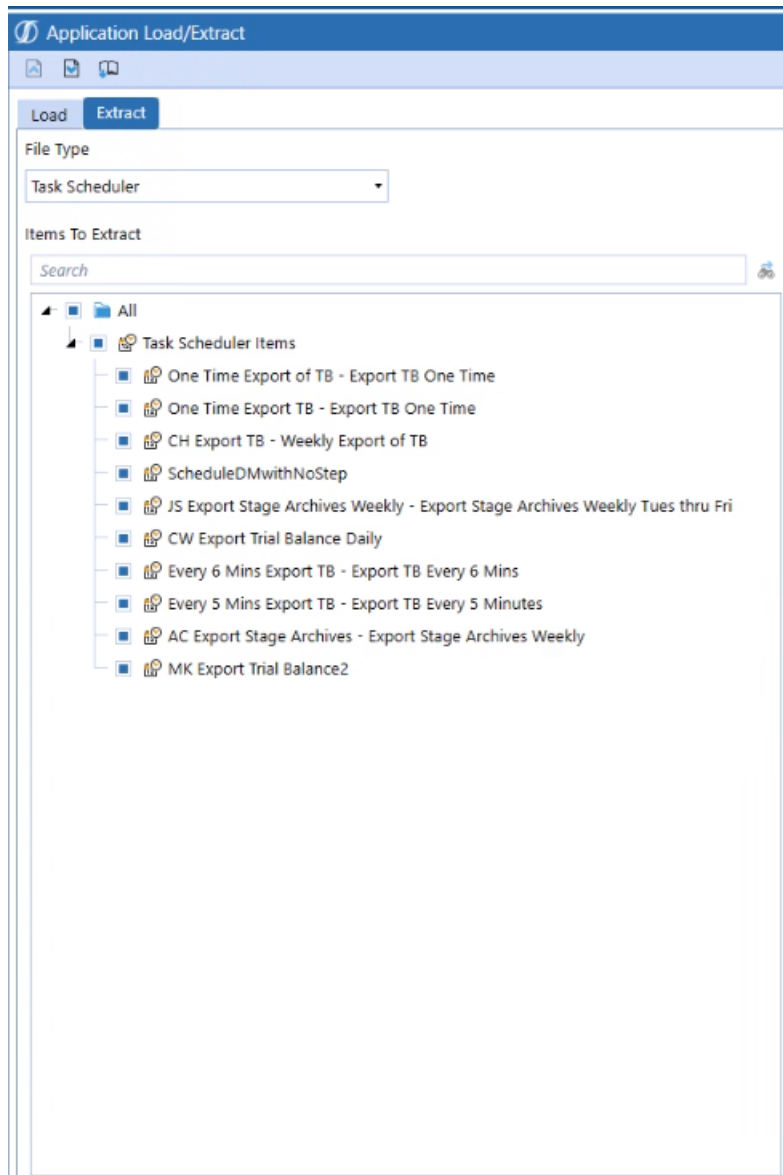 Application Load/Extract
Load Extract
File Type
Task Scheduler
Items To Extract
Search
All
Task Scheduler Items
One Time Export of TB - Export TB One Time
One Time Export TB - Export TB One Time
CH Export TB - Weekly Export of TB
ScheduleDMwithNoStep
JS Export Stage Archives Weekly - Export Stage Archives Weekly Tues thru Fri
CW Export Trial Balance Daily
Every 6 Mins Export TB - Export TB Every 6 Mins
Every 5 Mins Export TB - Export TB Every 5 Minutes
AC Export Stage Archives - Export Stage Archives Weekly
MK Export Trial Balance2